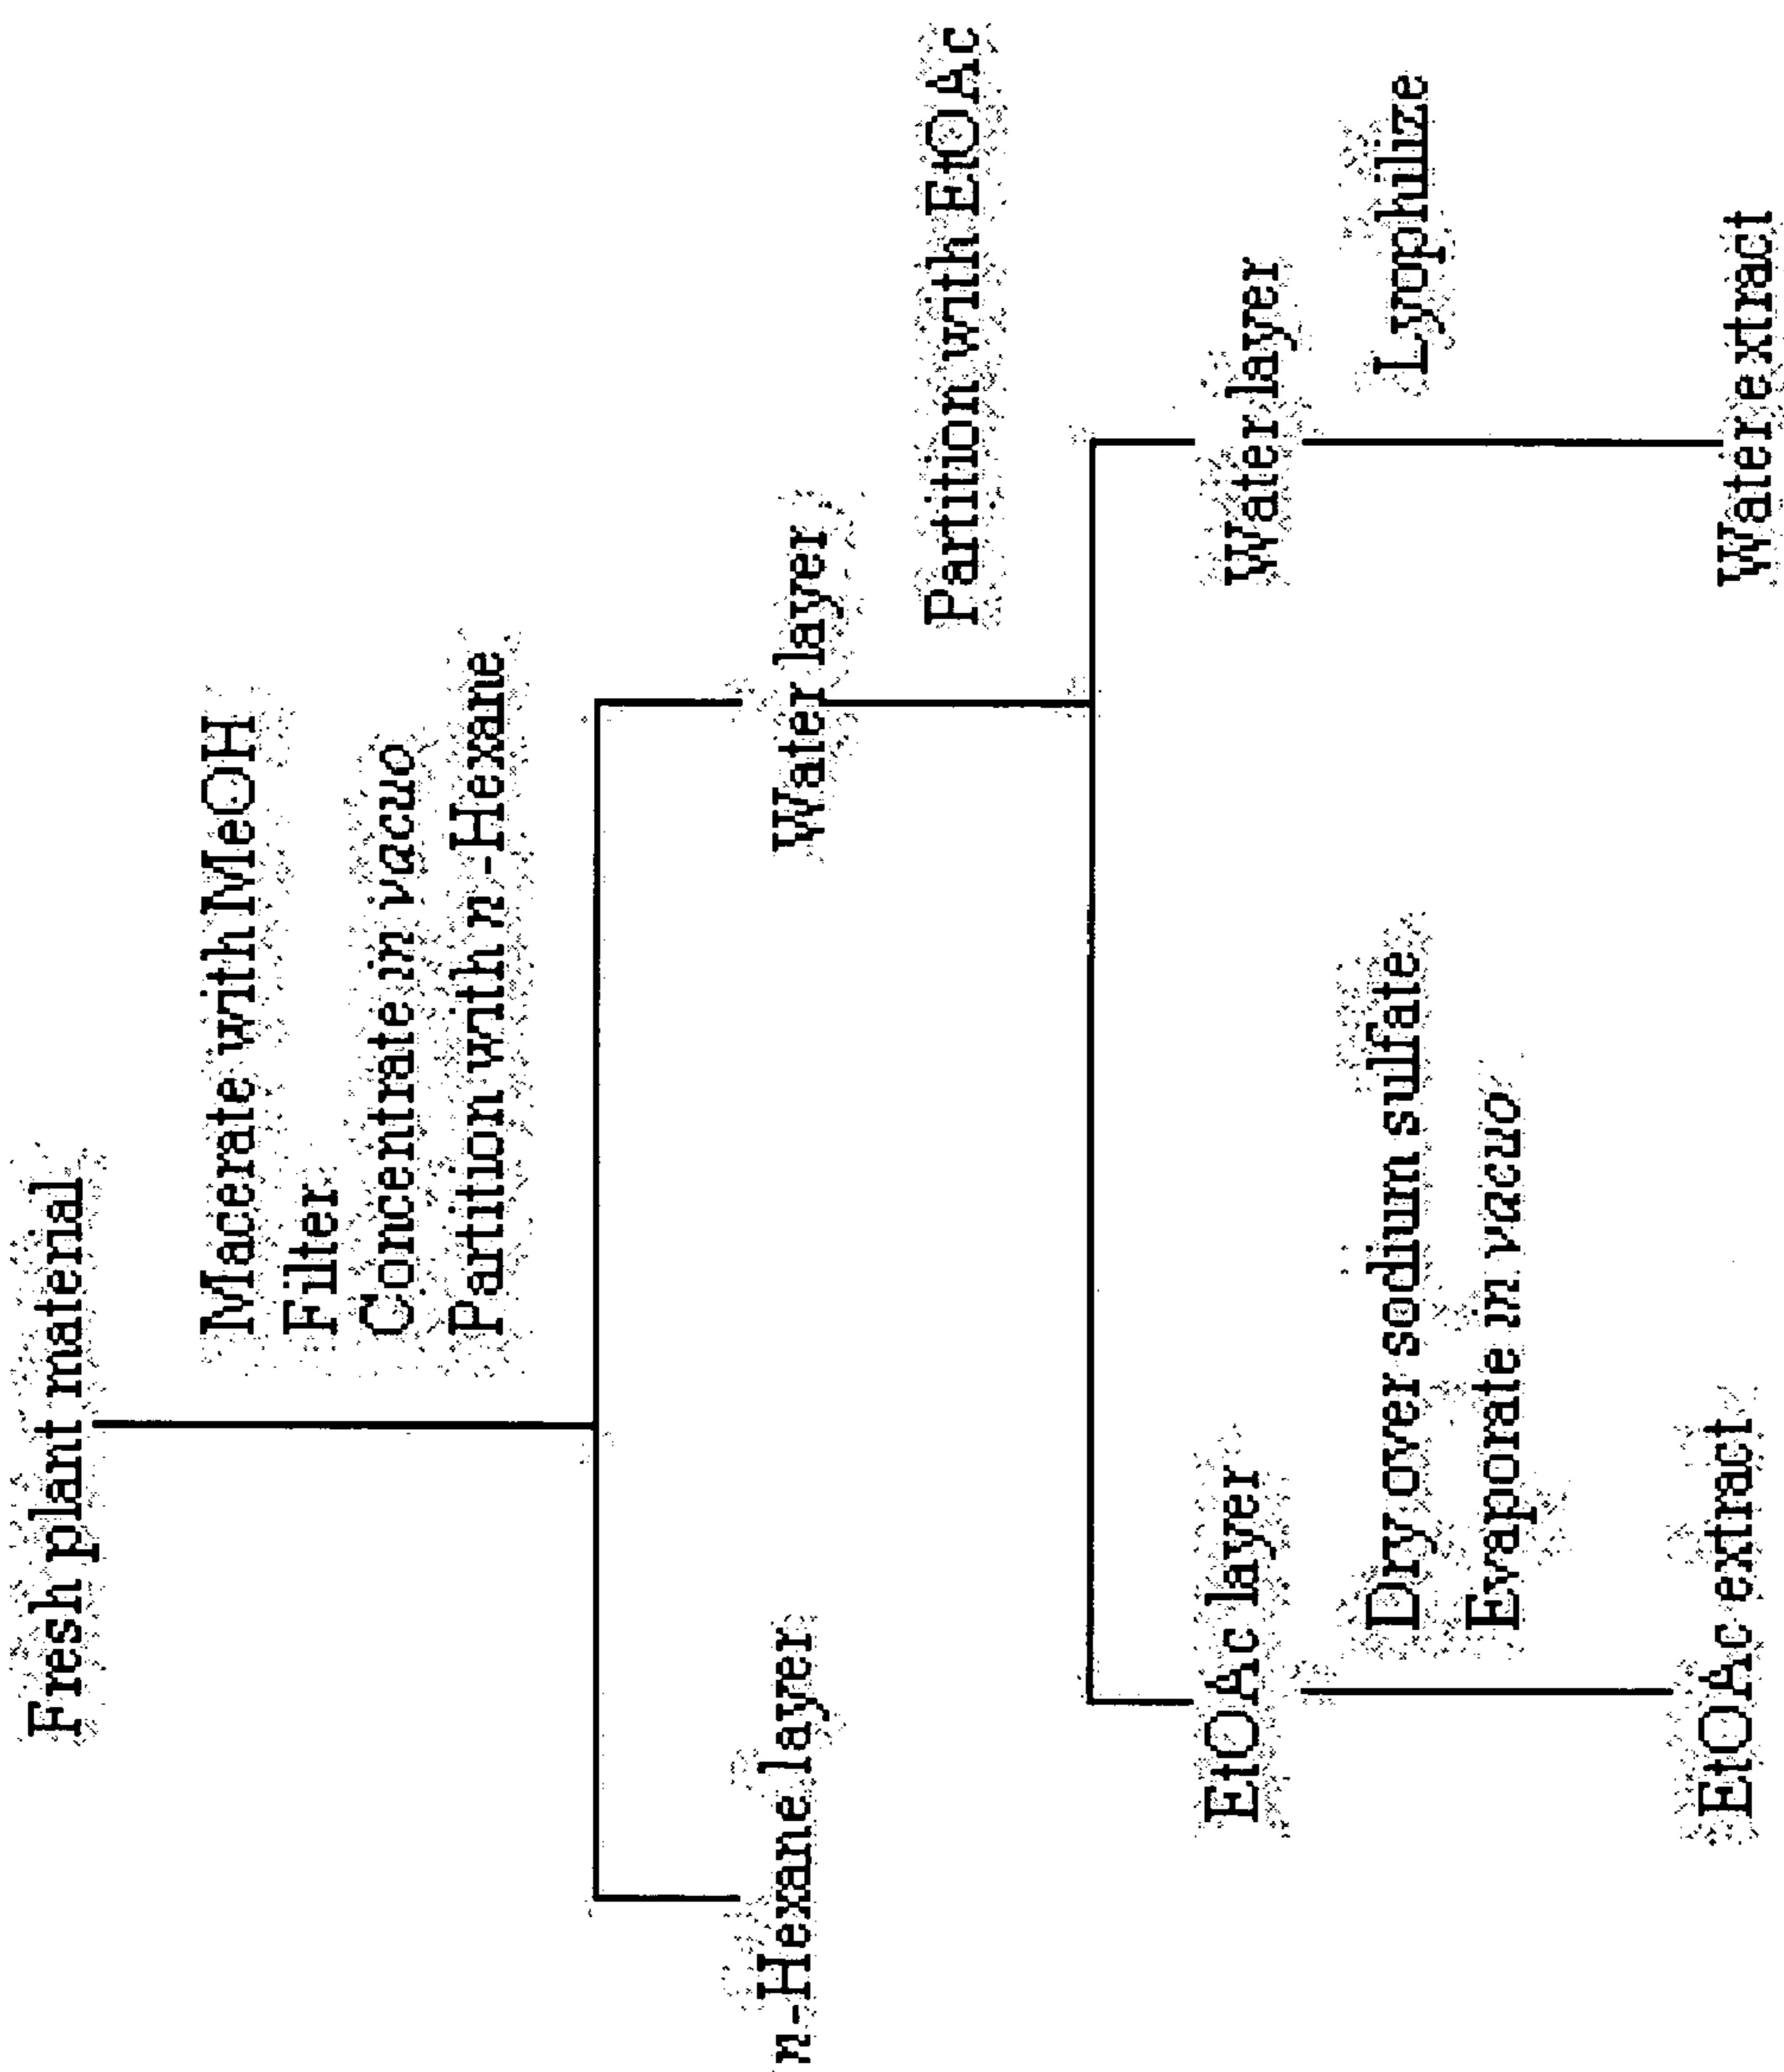 Fresh plant material
Macerate with MeOH
Filter
Concentrate in vacuo
Partition with n-Hexane
n-Hexane layer
Water layer
Partition with EtOAc
EtOAc layer
Water layer
Dry over sodium sulfate
Evaporate in vacuo
Lyophilize
EtOAc extract
Water extract